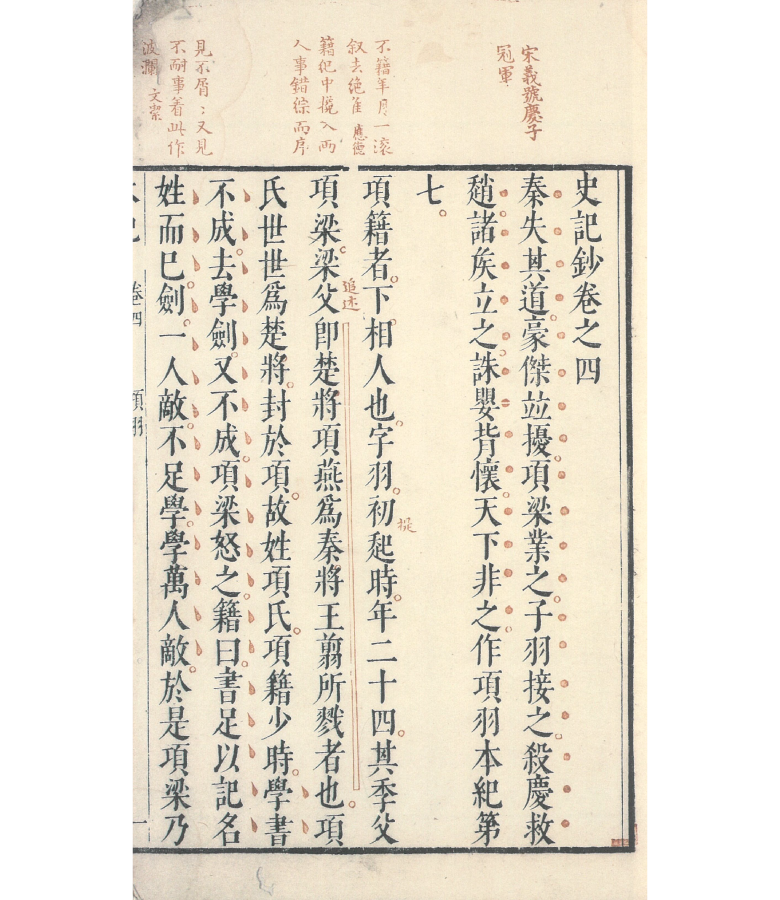 宋義號慶子
冠軍
不籍年月一滚
叙去絶佳 應德
籍紀中攙入兩
人事錯綜而序
見不屑〻又見
不耐事着此作
波瀾 文㓗
史記鈔卷之四
秦失其道。豪傑竝擾。項梁業之。子羽接之。殺慶救
趙。諸矦立之。誅嬰背懷。天下非之。作項羽本紀第
七。
項籍者。下相人也。字羽。初起時。年二十四。其季父
提
項梁。梁父卽楚將項燕爲秦將王翦所戮者也。項
追述
氏世世爲楚將。封於項。故姓項氏。項籍少時。學書
不成。去學劍。又不成。項梁怒之。籍曰。書足以記名
姓而已。劍一人敵。不足學。學萬人敵。於是項梁乃
卷四 項羽 一